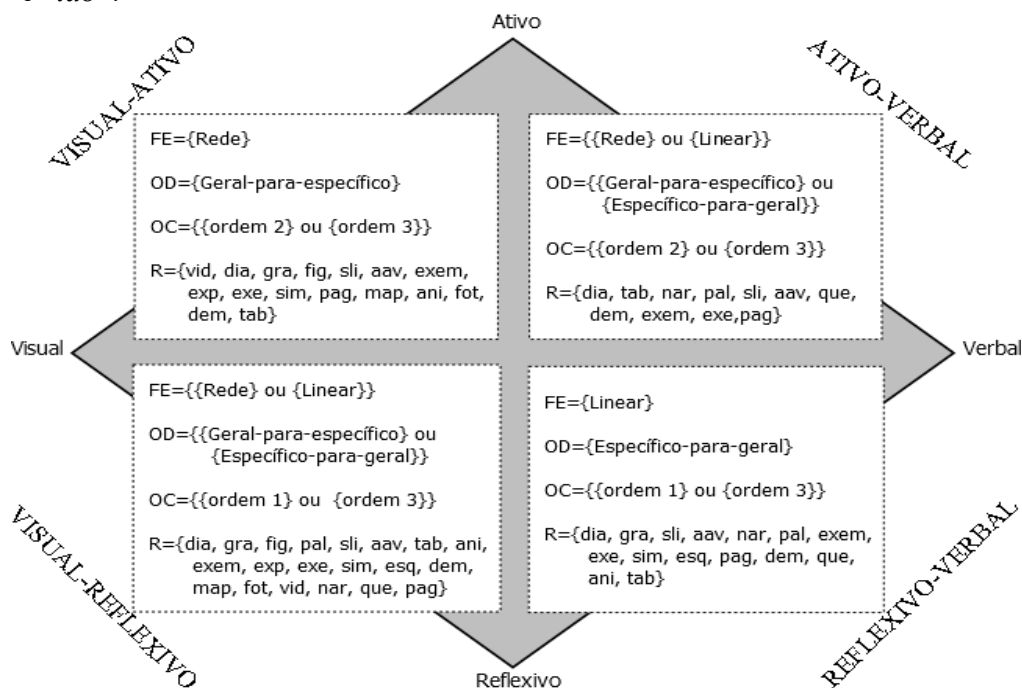 Ativo
VISUAL-ATIVO
ATIVO-VERBAL
FE={Rede}
OD={Geral-para-específico}
OC={{ordem 2} ou {ordem 3}}
R={vid, dia, gra, fig, sli, aav, exem,
exp, exe, sim, pag, map, ani, fot,
dem, tab}
FE={{Rede} ou {Linear}}
OD={{Geral-para-específico} ou
{Específico-para-geral}}
OC={{ordem 2} ou {ordem 3}}
R={dia, tab, nar, pal, sli, aav, que,
dem, exem, exe,pag}
Visual
Verbal
FE={{Rede} ou {Linear}}
OD={{Geral-para-específico} ou
{Específico-para-geral}}
OC={{ordem 1} ou {ordem 3}}
R={dia, gra, fig, pal, sli, aav, tab, ani,
exem, exp, exe, sim, esq, dem,
map, fot, vid, nar, que, pag}
FE={Linear}
OD={Específico-para-geral}
OC={{ordem 1} ou {ordem 3}}
R={dia, gra, sli, aav, nar, pal, exem,
exe, sim, esq, pag, dem, que,
ani, tab}
VISUAL-REFLEXIVO
REFLEXIVO-VERBAL
Reflexivo